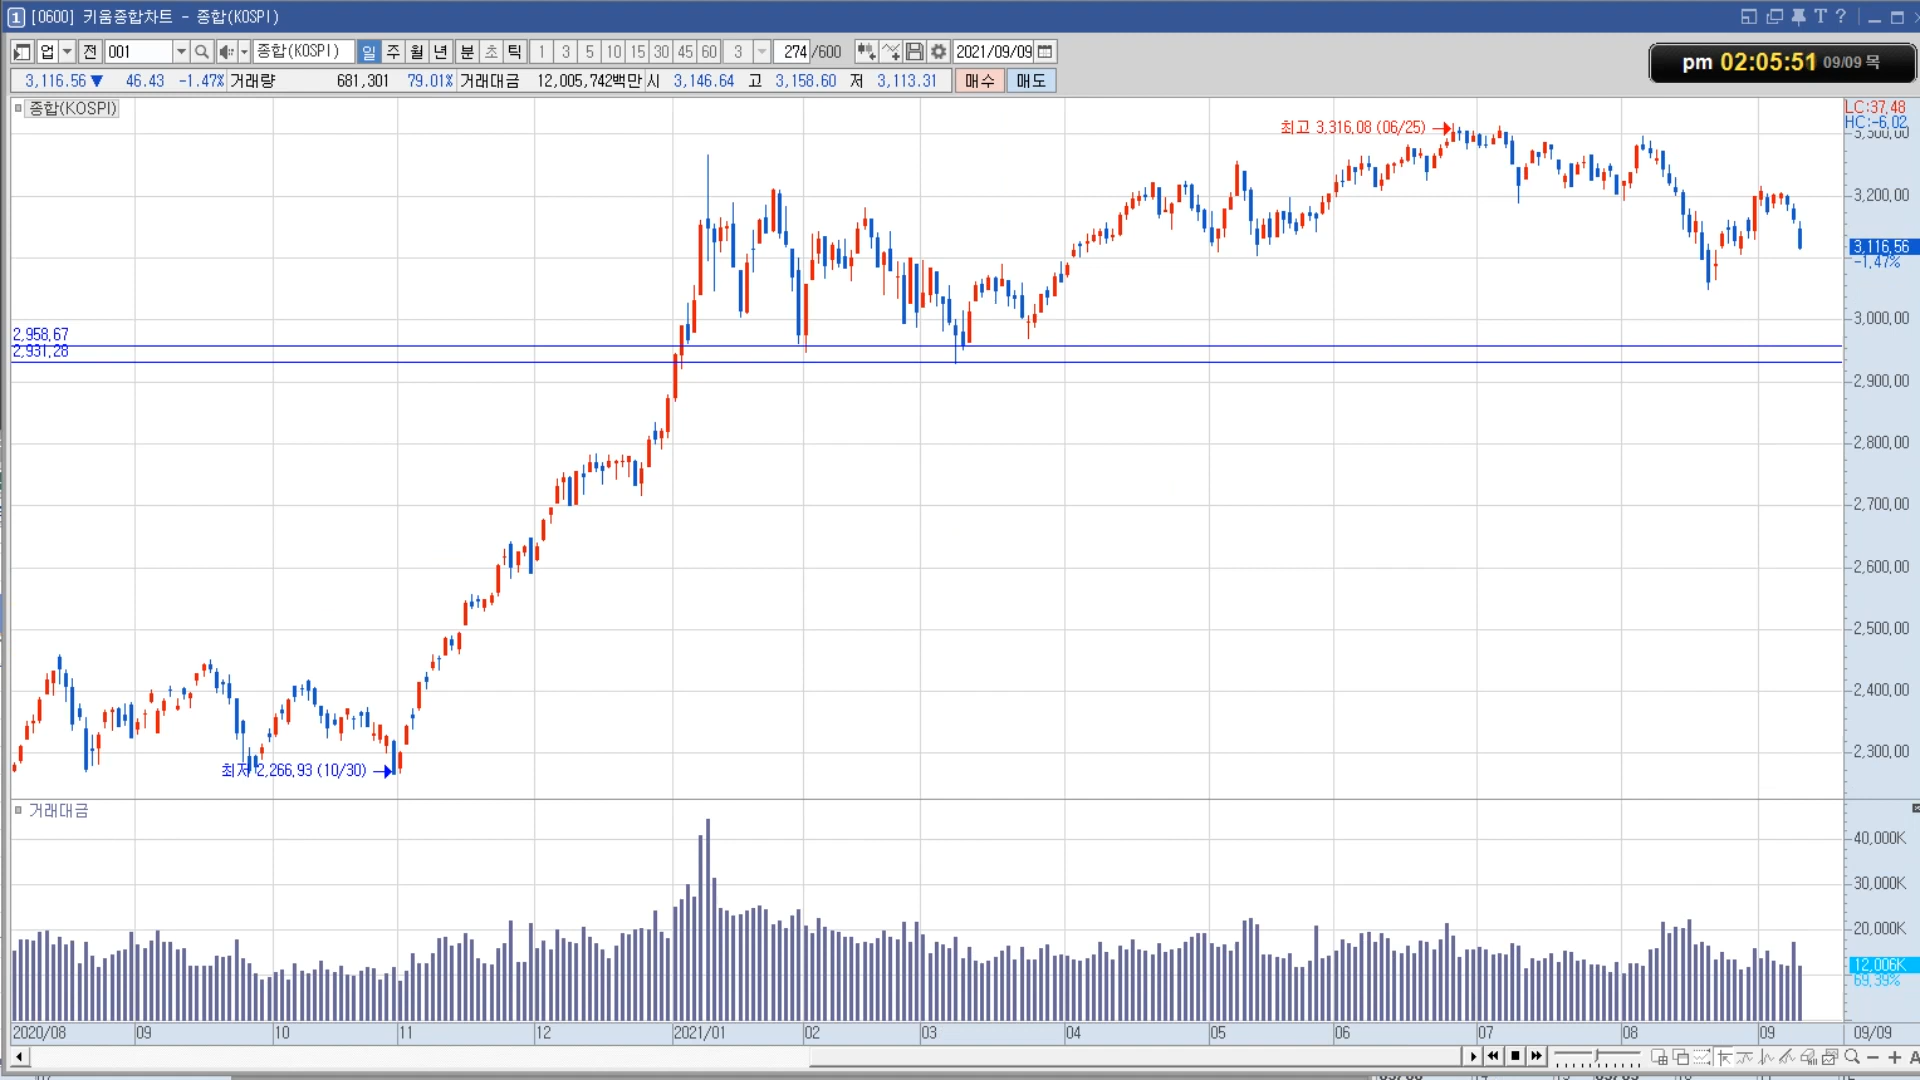 1 [0600] 키움종합차트 - 종합(KOSPI)
업 전 001 종합(KOSPI) 일 주 월 년 분 초 틱 1 3 5 10 15 30 45 60 3 274 /600 2021/09/09
pm 02:05:51 09/09 목
3,116.56 ▼ 46.43 -1.47% 거래량 681,301 79.01% 거래대금 12,005,742백만 시 3,146.64 고 3,158.60 저 3,113.31 매수 매도
종합(KOSPI)
LC:37.48
HC:-6.02
최고 3,316.08 (06/25)
3,300.00
3,200.00
3,116.56
-1.47%
3,000.00
2,958.67
2,931.28
2,900.00
2,800.00
2,700.00
2,600.00
2,500.00
2,400.00
2,300.00
최저 2,266.93 (10/30)
거래대금
40,000K
30,000K
20,000K
12,006K
69.39%
2020/08 09 10 11 12 2021/01 02 03 04 05 06 07 08 09 09/09